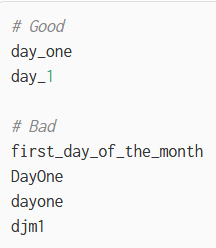 # Good
day_one
day_1
# Bad
first_day_of_the_month
DayOne
dayone
djm1